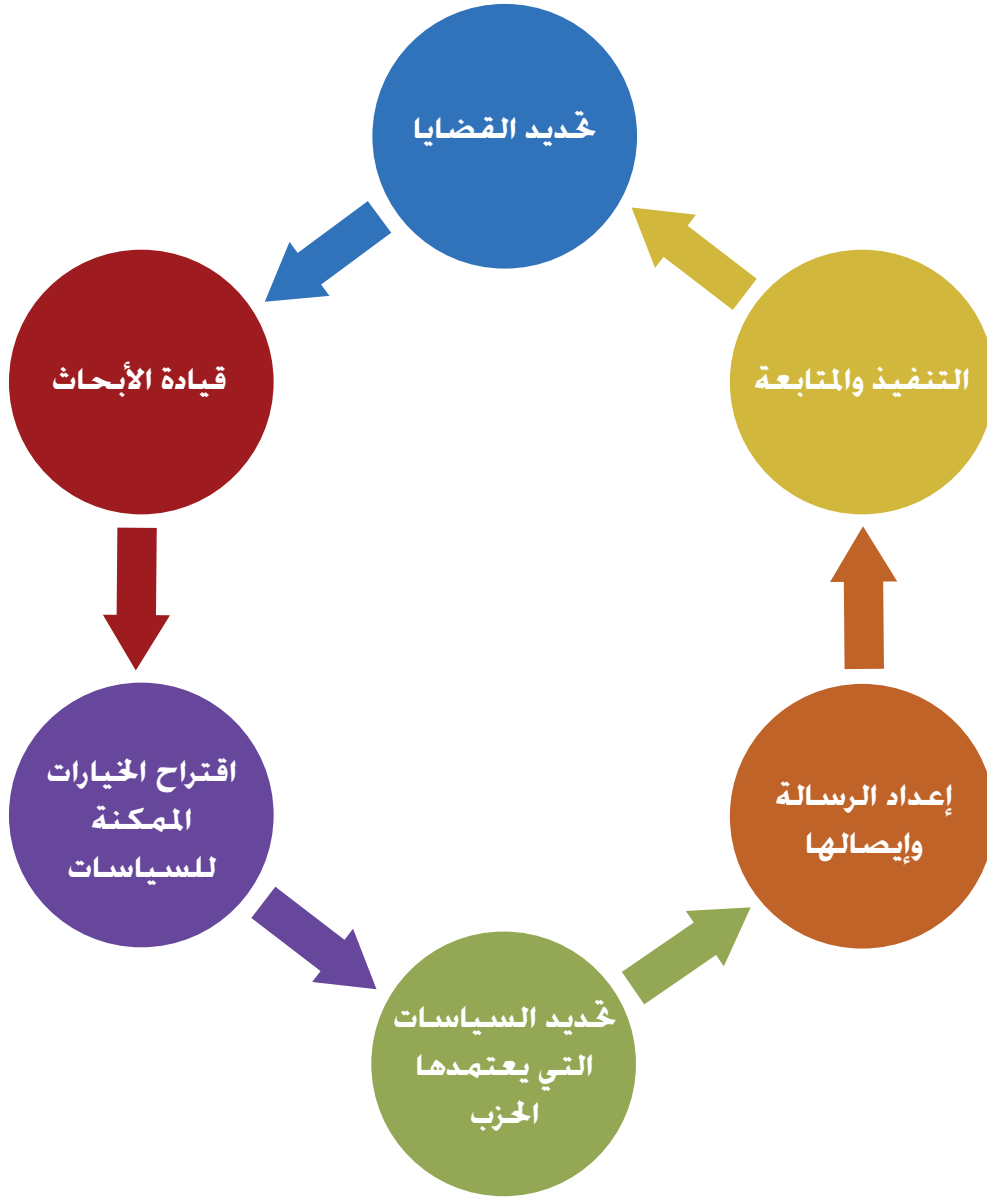 تحديد القضايا
قيادة الأبحاث
اقتراح الخيارات
الممكنة
للسياسات
تحديد السياسات
التي يعتمدها
الحزب
إعداد الرسالة
وإيصالها
التنفيذ والمتابعة